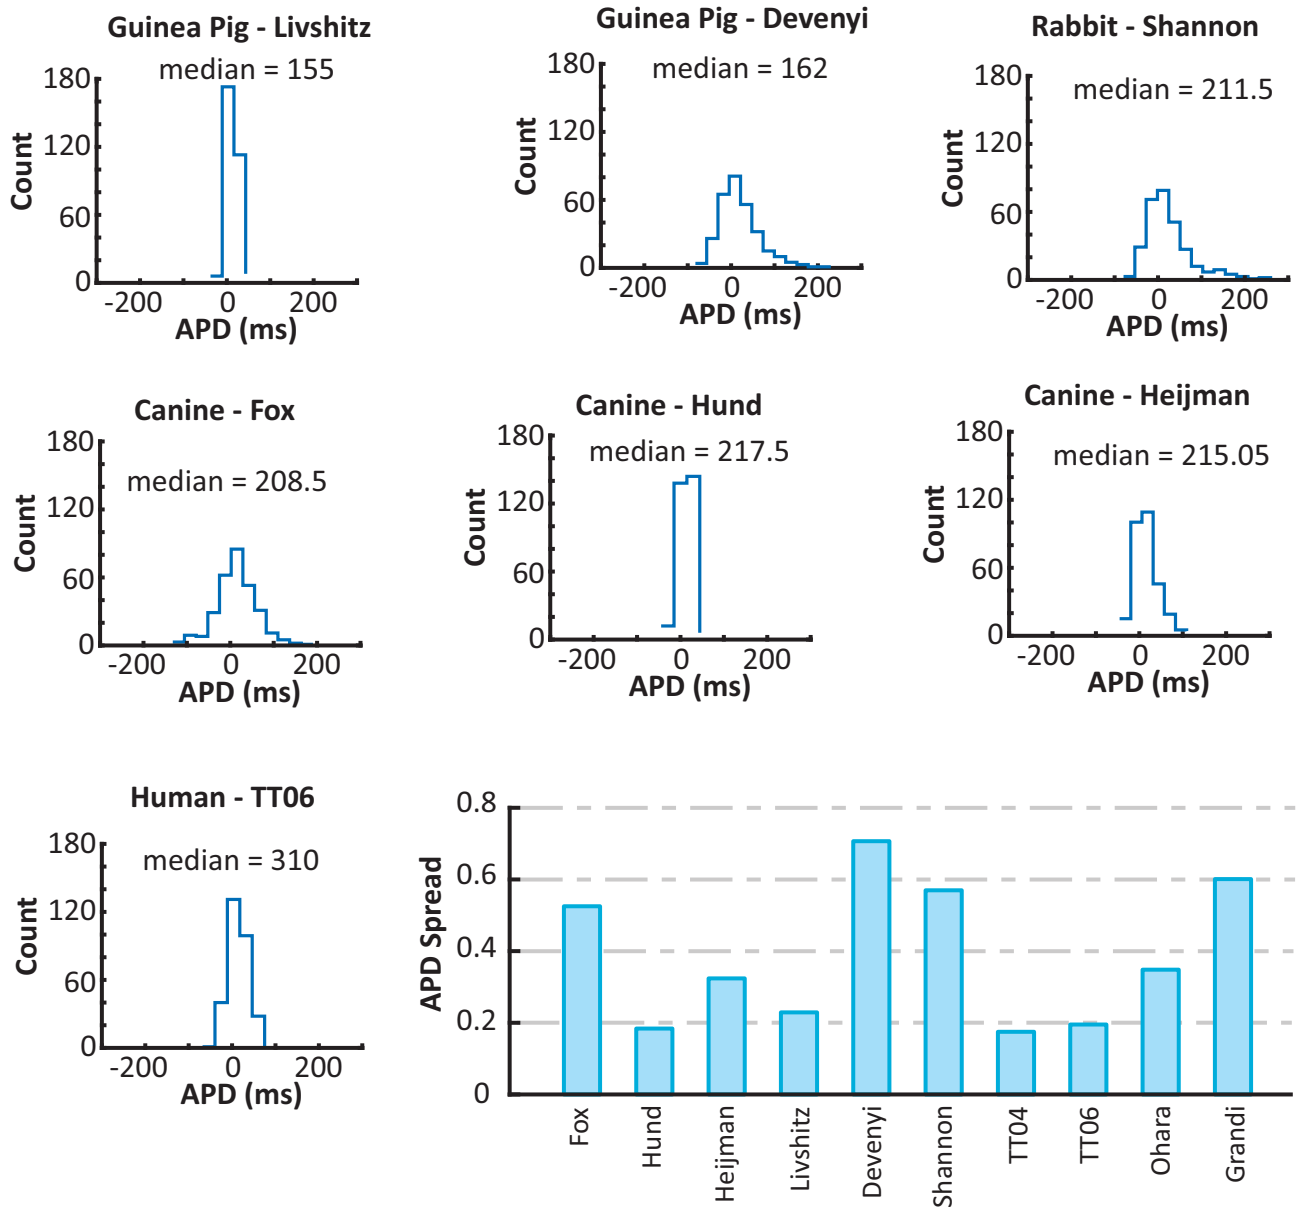 Guinea Pig - Livshitz
median = 155
180
120
60
0
Count
-200 0 200
APD (ms)
Guinea Pig - Devenyi
median = 162
180
120
60
0
Count
-200 0 200
APD (ms)
Rabbit - Shannon
median = 211.5
180
120
60
0
Count
-200 0 200
APD (ms)
Canine - Fox
median = 208.5
180
120
60
0
Count
-200 0 200
APD (ms)
Canine - Hund
median = 217.5
180
120
60
0
Count
-200 0 200
APD (ms)
Canine - Heijman
median = 215.05
180
120
60
0
Count
-200 0 200
APD (ms)
Human - TT06
median = 310
180
120
60
0
Count
-200 0 200
APD (ms)
0.8
0.6
0.4
0.2
0
APD Spread
Fox
Hund
Heijman
Livshitz
Devenyi
Shannon
TT04
TT06
Ohara
Grandi